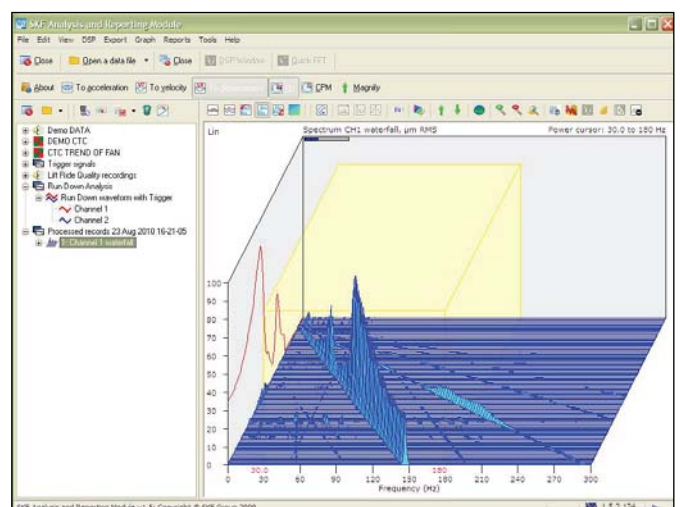 SKF Analysis and Reporting Module
File Edit View DSP Export Graph Reports Tools Help
Close Open a data file Close DSP Window Quick FFT
About To acceleration To velocity CPM Magnify
Demo DATA
DEMO CTC
CTC TREND OF FAN
Trigger signals
Lift Ride Quality recordings
Run Down Analysis
Run Down waveform with Trigger
Channel 1
Channel 2
Processed records 23 Aug 2010 16-21-05
1: Channel 1 waterfall
Lin Spectrum CH1 waterfall, µm RMS Power cursor: 30.0 to 180 Hz
100
90
80
70
60
50
40
30
20
10
0
30.0 180
0 30 60 90 120 150 180 210 240 270 300
Frequency (Hz)